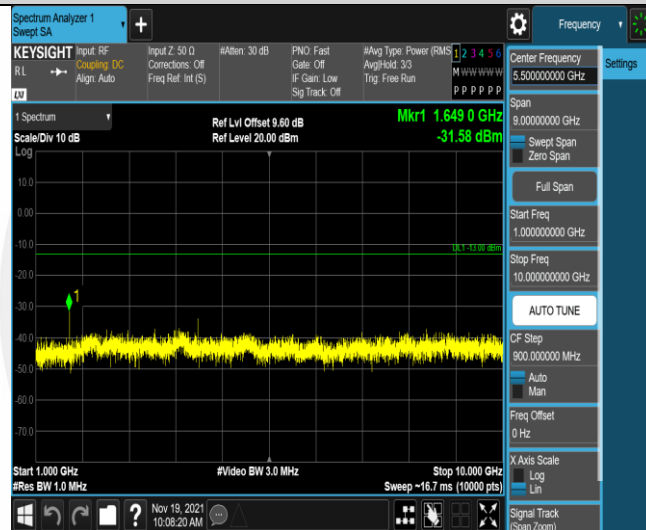 Spectrum Analyzer 1
Swept SA
+
Frequency
KEYSIGHT
RL
LXI
Input: RF
Coupling: DC
Align: Auto
Input Z: 50 Ω
Corrections: Off
Freq Ref: Int (S)
#Atten: 30 dB
PNO: Fast
Gate: Off
IF Gain: Low
Sig Track: Off
#Avg Type: Power (RMS
Avg|Hold: 3/3
Trig: Free Run
1 2 3 4 5 6
M W W W W W
P P P P P P
1 Spectrum
Scale/Div 10 dB
Log
Ref Lvl Offset 9.60 dB
Ref Level 20.00 dBm
Mkr1 1.649 0 GHz
-31.58 dBm
10.0
0.00
-10.0
DL1 -13.00 dBm
-20.0
1
-30.0
-40.0
-50.0
-60.0
-70.0
Start 1.000 GHz
#Res BW 1.0 MHz
#Video BW 3.0 MHz
Stop 10.000 GHz
Sweep ~16.7 ms (10000 pts)
Nov 19, 2021
10:08:20 AM
Center Frequency
5.500000000 GHz
Settings
Span
9.00000000 GHz
Swept Span
Zero Span
Full Span
Start Freq
1.000000000 GHz
Stop Freq
10.000000000 GHz
AUTO TUNE
CF Step
900.000000 MHz
Auto
Man
Freq Offset
0 Hz
X Axis Scale
Log
Lin
Signal Track
(Span Zoom)